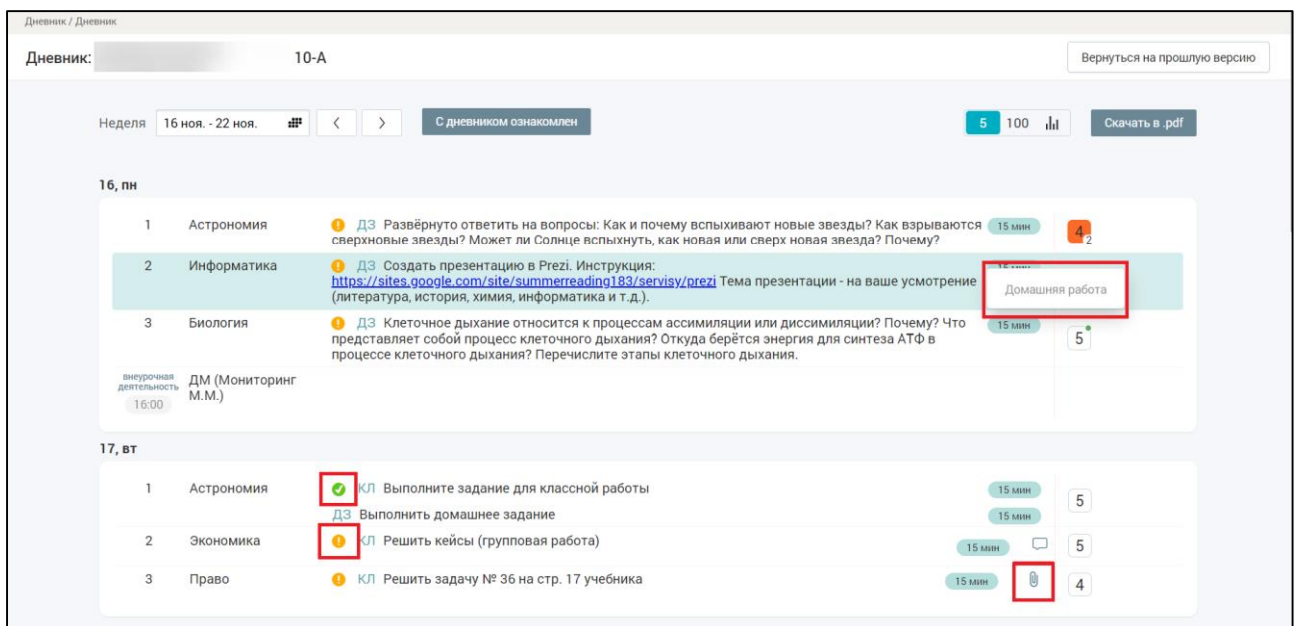 Дневник / Дневник
Дневник: 10-А Вернуться на прошлую версию
Неделя 16 ноя. - 22 ноя. С дневником ознакомлен 5 100 Скачать в .pdf
16, пн
1 Астрономия ДЗ Развёрнуто ответить на вопросы: Как и почему вспыхивают новые звезды? Как взрываются 15 мин 4 2
сверхновые звезды? Может ли Солнце вспыхнуть, как новая или сверх новая звезда? Почему?
2 Информатика ДЗ Создать презентацию в Prezi. Инструкция: 15 мин
https://sites.google.com/site/summerreading183/servisy/prezi Тема презентации - на ваше усмотрение Домашняя работа
(литература, история, химия, информатика и т.д.).
3 Биология ДЗ Клеточное дыхание относится к процессам ассимиляции или диссимиляции? Почему? Что 15 мин 5
представляет собой процесс клеточного дыхания? Откуда берётся энергия для синтеза АТФ в
процессе клеточного дыхания? Перечислите этапы клеточного дыхания.
внеурочная
деятельность ДМ (Мониторинг
16:00 М.М.)
17, вт
1 Астрономия КЛ Выполните задание для классной работы 15 мин 5
ДЗ Выполнить домашнее задание 15 мин
2 Экономика КЛ Решить кейсы (групповая работа) 15 мин 5
3 Право КЛ Решить задачу № 36 на стр. 17 учебника 15 мин 4